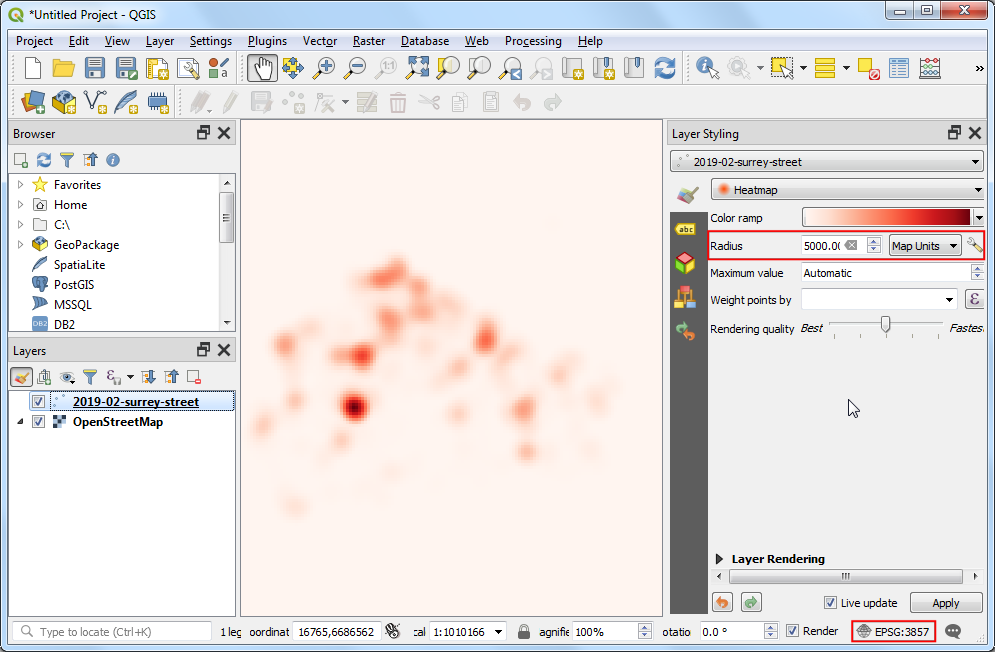 *Untitled Project - QGIS
Project Edit View Layer Settings Plugins Vector Raster Database Web Processing Help
Browser
Favorites
Home
C:\
GeoPackage
SpatiaLite
PostGIS
MSSQL
DB2 DB2
Layers
2019-02-surrey-street
OpenStreetMap
Layer Styling
2019-02-surrey-street
abc
Heatmap
Color ramp
Radius 5000.00 Map Units
Maximum value Automatic
Weight points by ε
Rendering quality Best Fastest
Layer Rendering
Live update Apply
Type to locate (Ctrl+K) 1 leg oordinat 16765,6686562 cal 1:1010166 agnifie 100% otatio 0.0 ° Render EPSG:3857